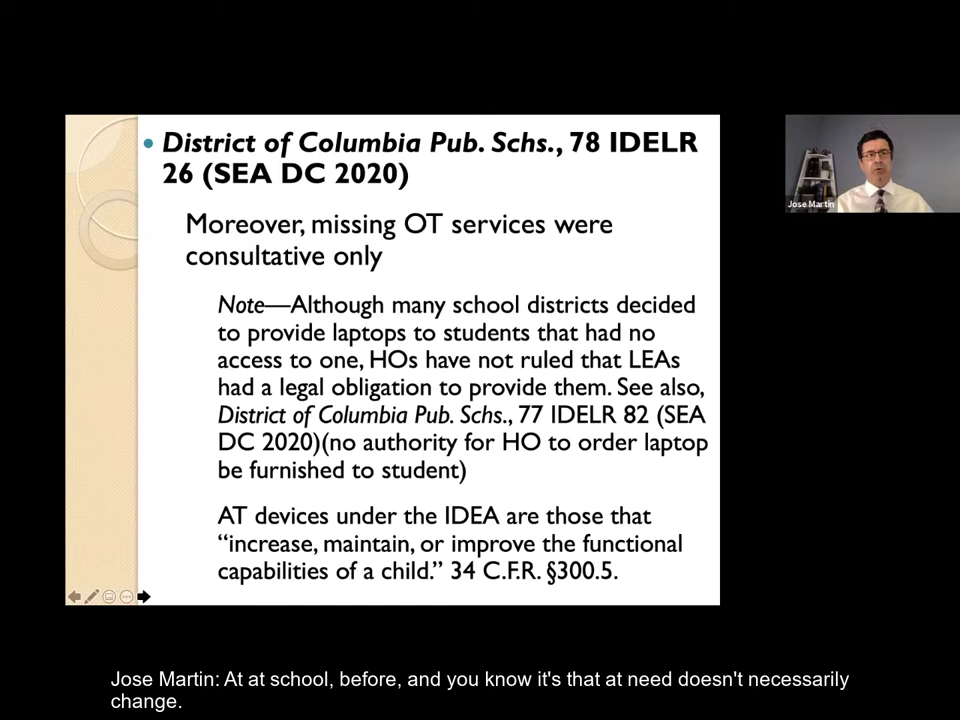 District of Columbia Pub. Schs., 78 IDELR
26 (SEA DC 2020)
Moreover, missing OT services were
consultative only
Note—Although many school districts decided
to provide laptops to students that had no
access to one, HOs have not ruled that LEAs
had a legal obligation to provide them. See also,
District of Columbia Pub. Schs., 77 IDELR 82 (SEA
DC 2020)(no authority for HO to order laptop
be furnished to student)
AT devices under the IDEA are those that
“increase, maintain, or improve the functional
capabilities of a child.” 34 C.F.R. §300.5.
Jose Martin
Jose Martin: At at school, before, and you know it's that at need doesn't necessarily
change.